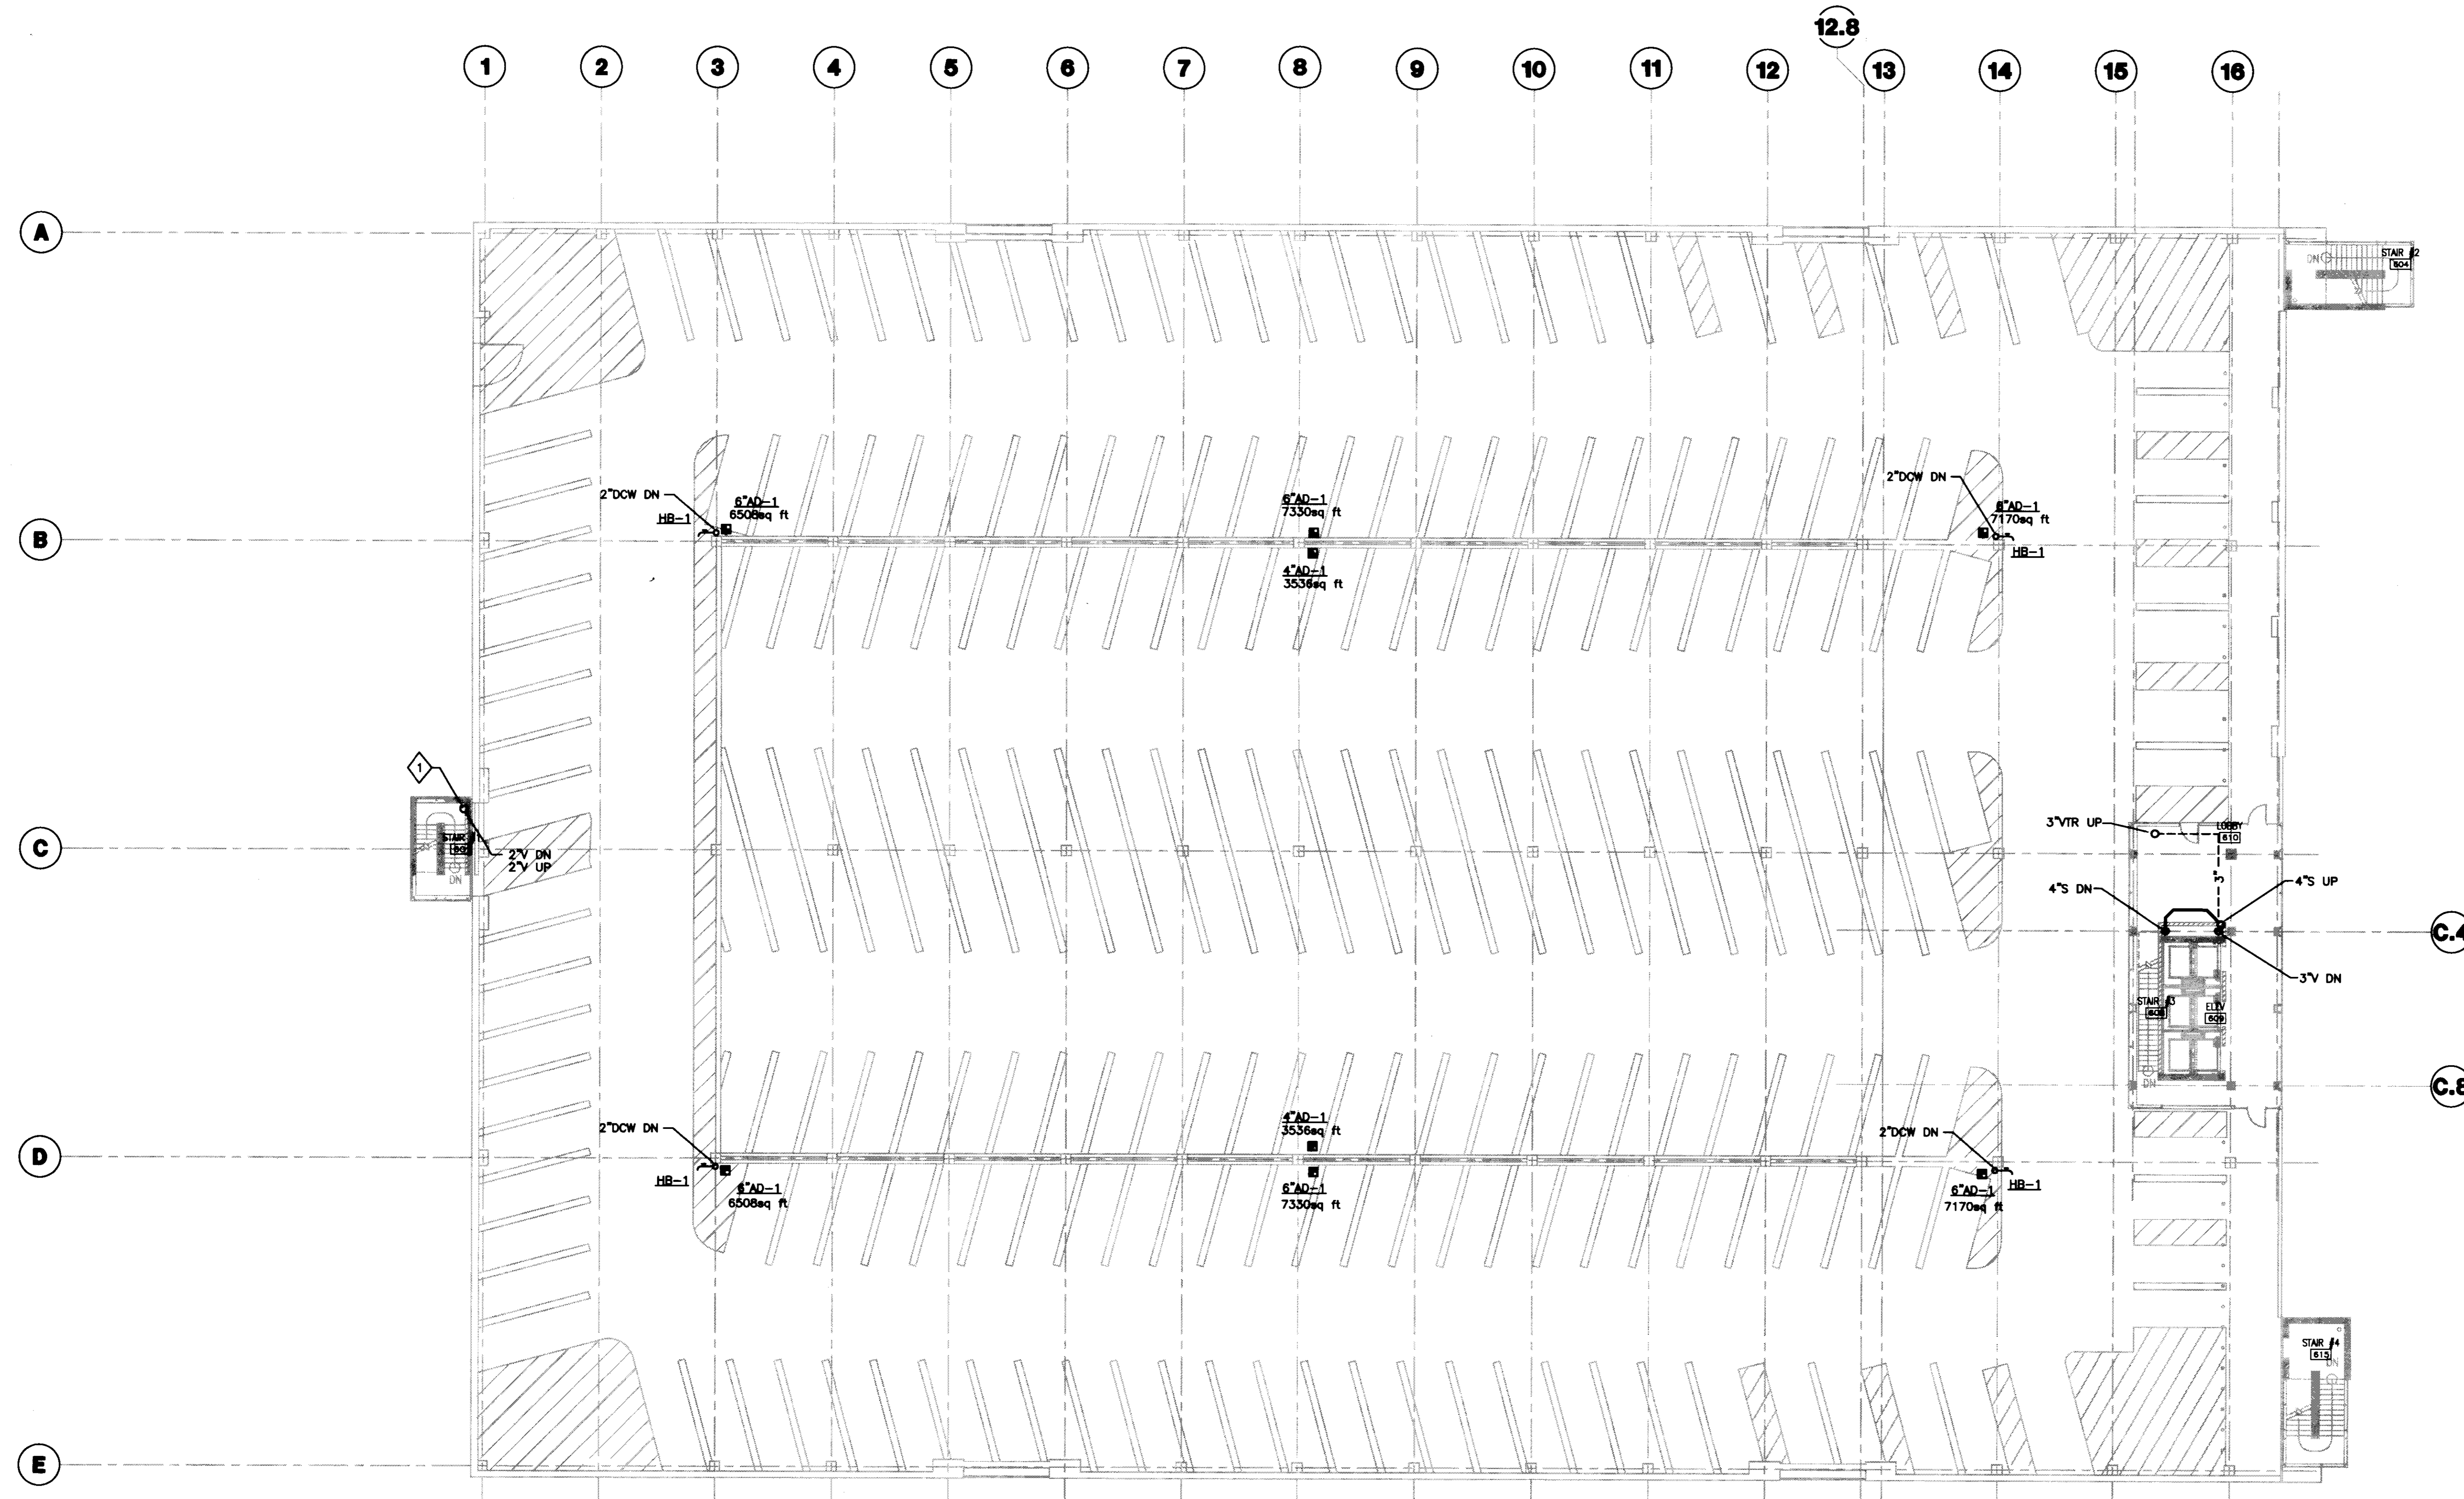 12.8
1 2 3 4 5 6 7 8 9 10 11 12 13 14 15 16
A
STAIR #2
604
DN
2"DCW DN
6"AD-1
6508sq ft
HB-1
6"AD-1
7330sq ft
4"AD-1
3536sq ft
2"DCW DN
6"AD-1
7170sq ft
HB-1
B
1
STAIR
DN
2"V DN
2"V UP
C
3"VTR UP
LOBBY
610
3"
4"S DN
4"S UP
C.4
3"V DN
STAIR #3
ELEV
609
DN
C.8
2"DCW DN
HB-1
6"AD-1
6508sq ft
4"AD-1
3536sq ft
6"AD-1
7330sq ft
2"DCW DN
6"AD-1
7170sq ft
HB-1
D
STAIR #4
615
DN
E